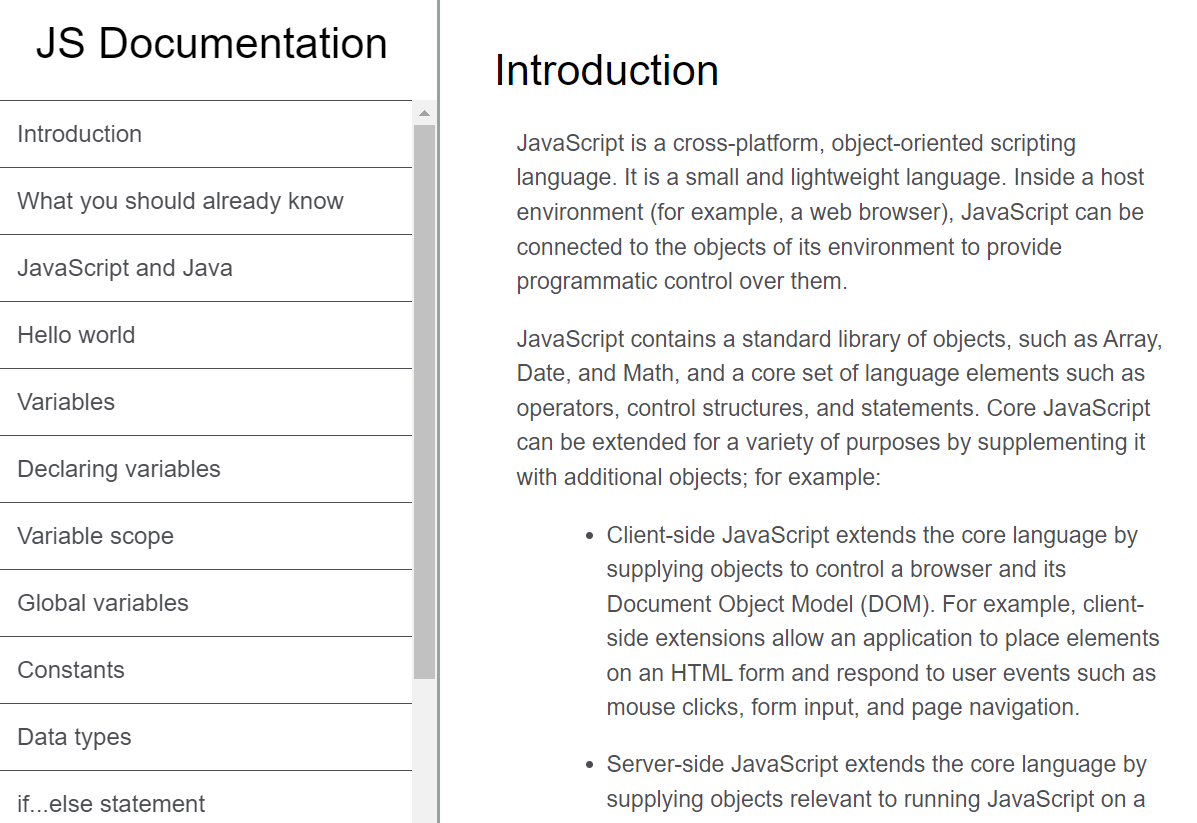 JS Documentation
Introduction
What you should already know
JavaScript and Java
Hello world
Variables
Declaring variables
Variable scope
Global variables
Constants
Data types
if...else statement
Introduction
JavaScript is a cross-platform, object-oriented scripting
language. It is a small and lightweight language. Inside a host
environment (for example, a web browser), JavaScript can be
connected to the objects of its environment to provide
programmatic control over them.
JavaScript contains a standard library of objects, such as Array,
Date, and Math, and a core set of language elements such as
operators, control structures, and statements. Core JavaScript
can be extended for a variety of purposes by supplementing it
with additional objects; for example:
• Client-side JavaScript extends the core language by
supplying objects to control a browser and its
Document Object Model (DOM). For example, client-
side extensions allow an application to place elements
on an HTML form and respond to user events such as
mouse clicks, form input, and page navigation.
• Server-side JavaScript extends the core language by
supplying objects relevant to running JavaScript on a